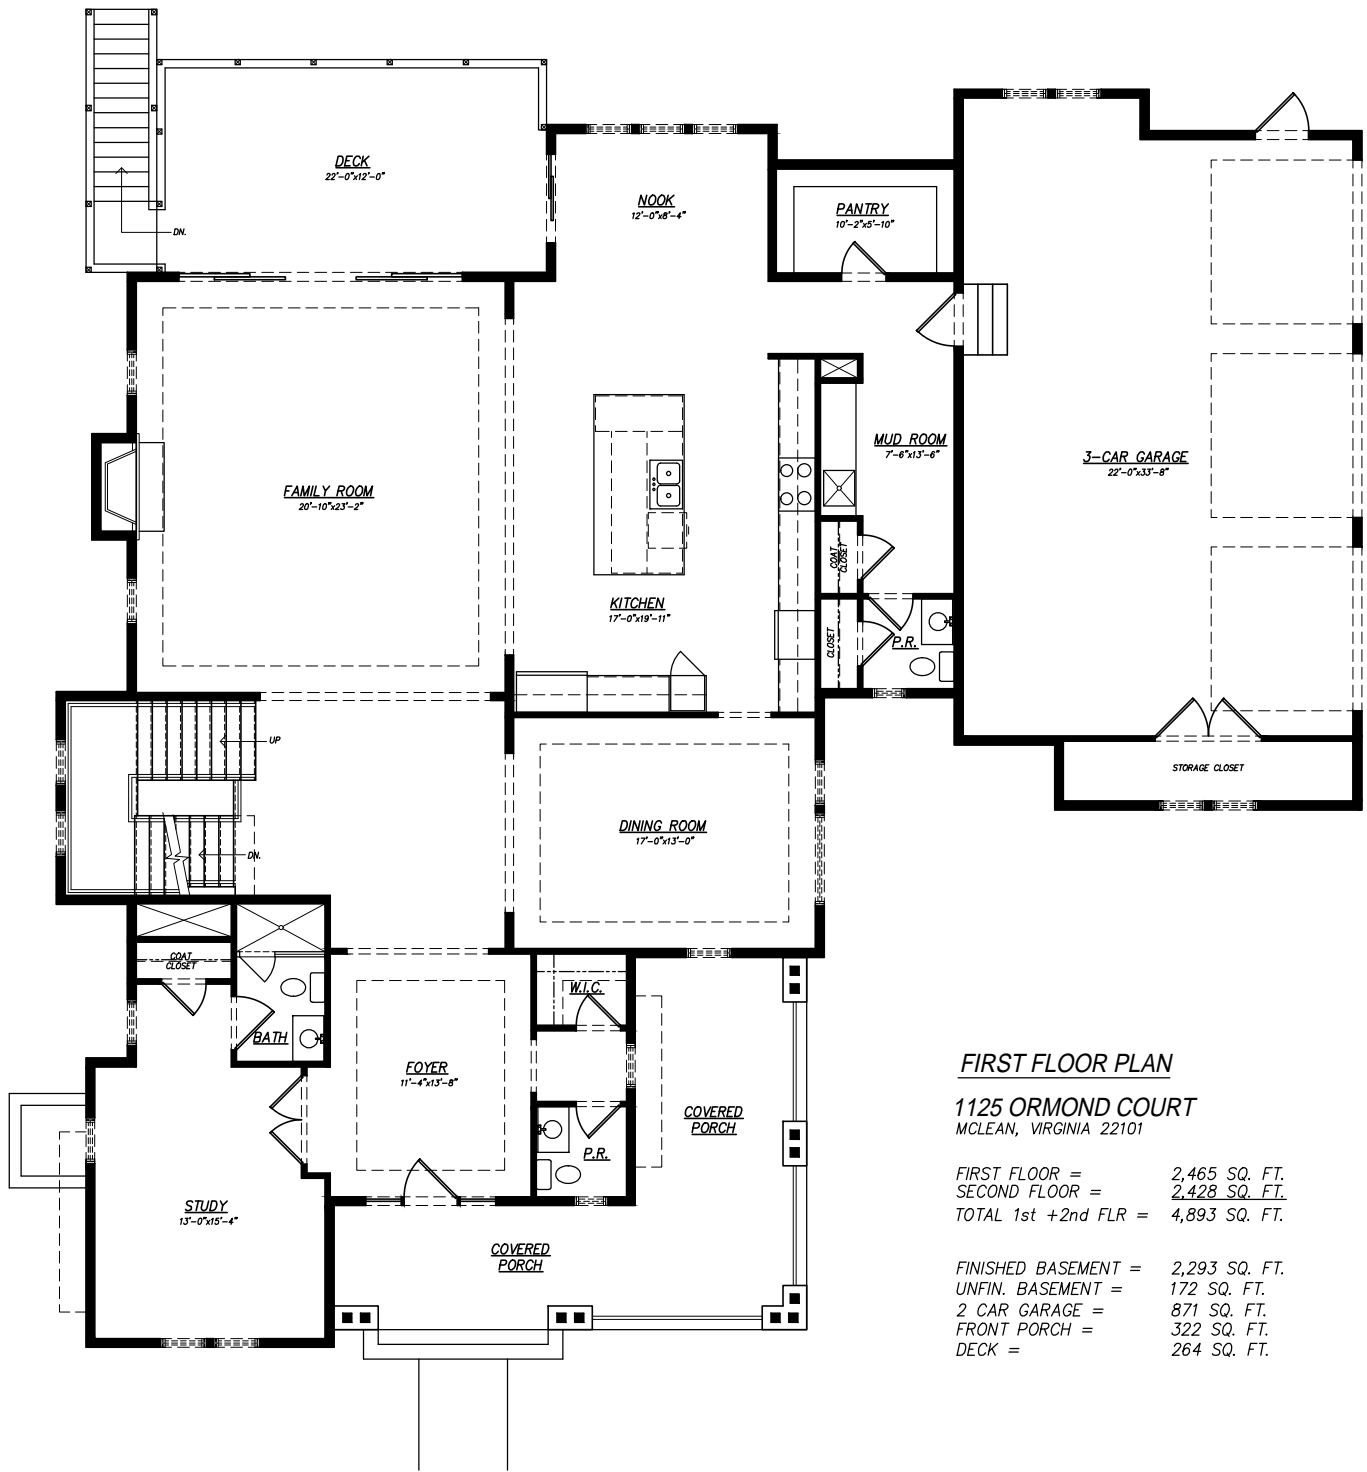 DECK
22'-0"x12'-0"
DN.
NOOK
12'-0"x8'-4"
PANTRY
10'-2"x5'-10"
FAMILY ROOM
20'-10"x23'-2"
MUD ROOM
7'-6"x13'-6"
3-CAR GARAGE
22'-0"x33'-8"
COAT
CLOSET
KITCHEN
17'-0"x19'-11"
CLOSET
P.R.
UP
STORAGE CLOSET
DINING ROOM
17'-0"x13'-0"
DN.
COAT
CLOSET
W.I.C.
BATH
FOYER
11'-4"x13'-8"
COVERED
PORCH
P.R.
STUDY
13'-0"x15'-4"
COVERED
PORCH
FIRST FLOOR PLAN
1125 ORMOND COURT
MCLEAN, VIRGINIA 22101
FIRST FLOOR = 2,465 SQ. FT.
SECOND FLOOR = 2,428 SQ. FT.
TOTAL 1st +2nd FLR = 4,893 SQ. FT.
FINISHED BASEMENT = 2,293 SQ. FT.
UNFIN. BASEMENT = 172 SQ. FT.
2 CAR GARAGE = 871 SQ. FT.
FRONT PORCH = 322 SQ. FT.
DECK = 264 SQ. FT.